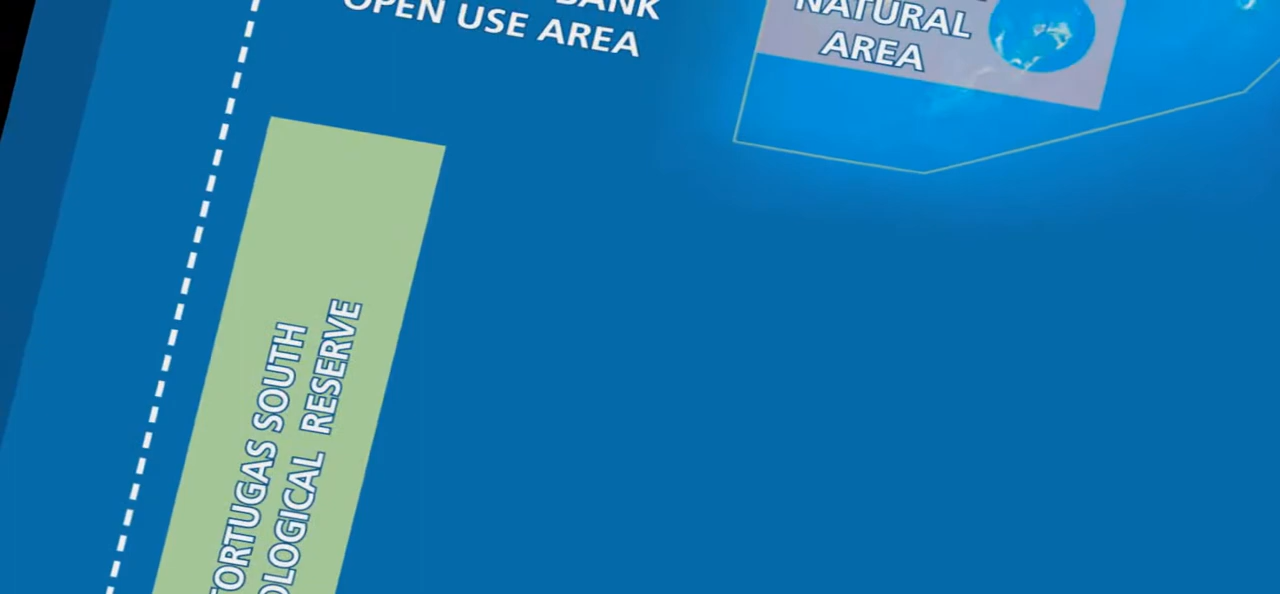 BANK
OPEN USE AREA
NATURAL
AREA
TORTUGAS SOUTH
OLOGICAL RESERVE